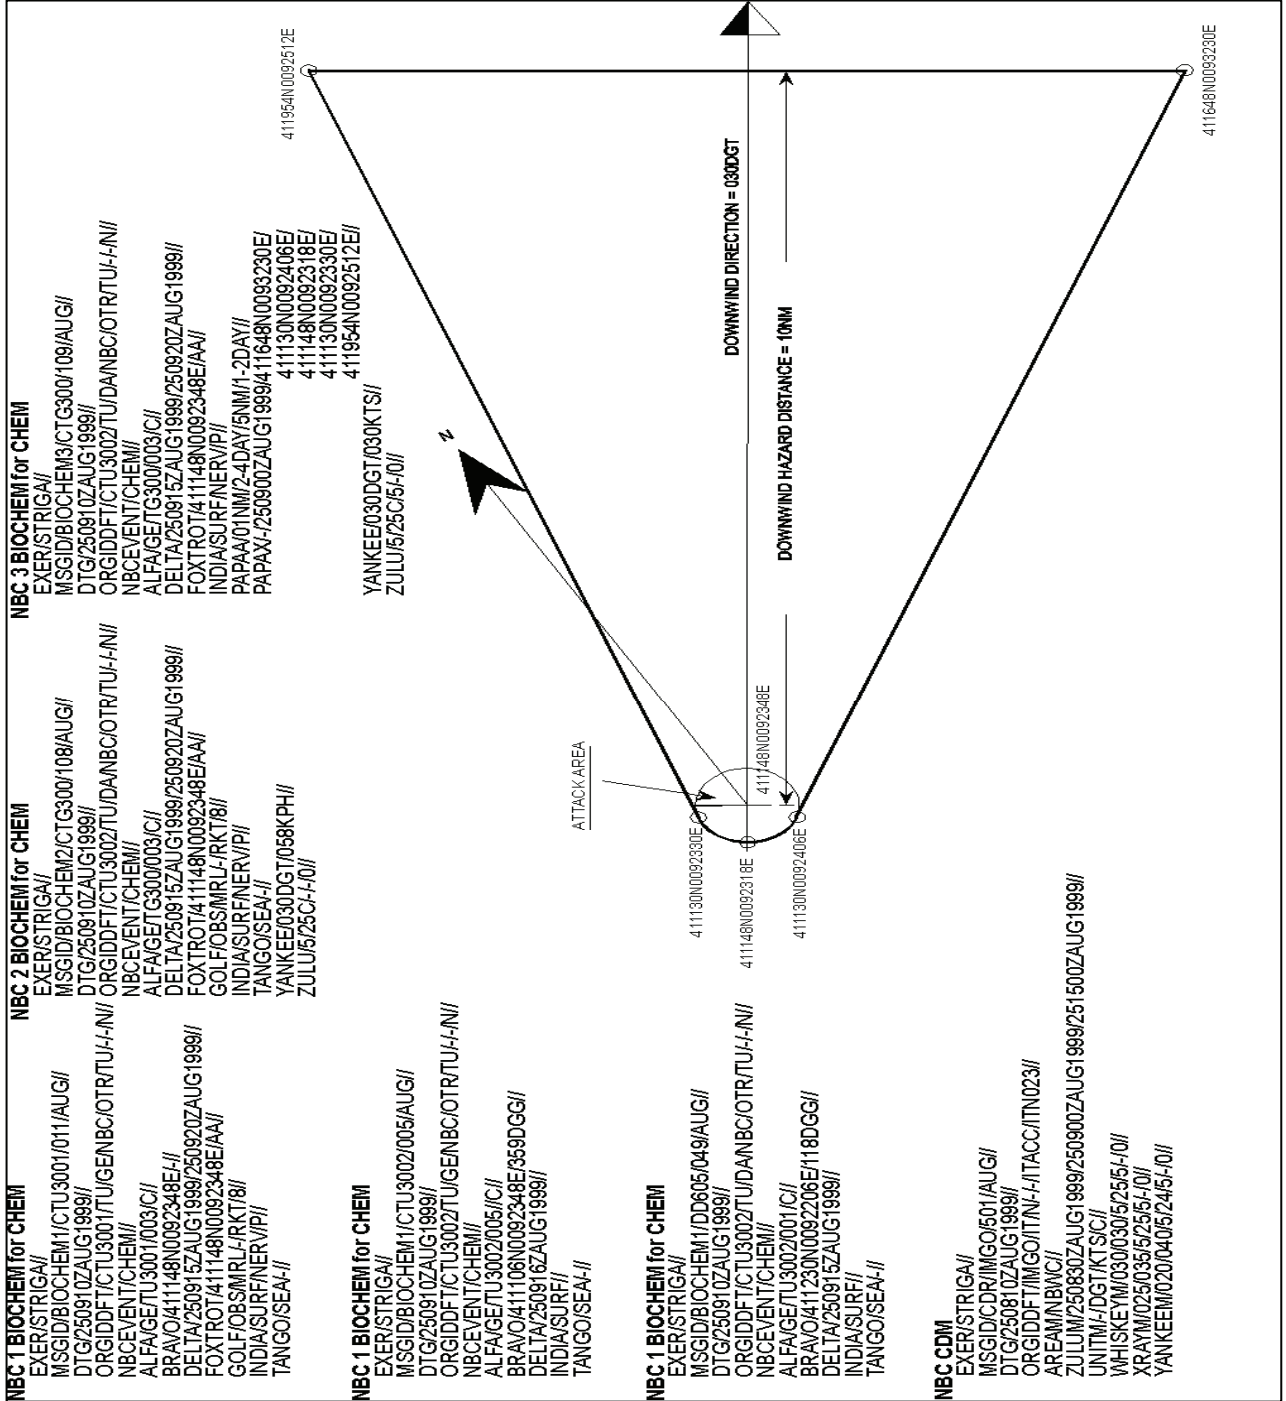 NBC 1 BIOCHEM for CHEM
EXER/STRIGA//
MSGID/BIOCHEM1/CTU3001/011/AUG//
DTG/250910ZAUG1999//
ORGIDDFT/CTU3001/TU/GE/NBC/OTR/TU/-/-/N//
NBCEVENT/CHEM//
ALFA/GE/TU3001/003/C//
BRAVO/411148N0092348E/-//
DELTA/250915ZAUG1999/250920ZAUG1999//
FOXTROT/411148N0092348E/AA//
GOLF/OBS/MRL/-/RKT/8//
INDIA/SURF/NERV/P//
TANGO/SEA/-//
NBC 2 BIOCHEM for CHEM
EXER/STRIGA//
MSGID/BIOCHEM2/CTG300/108/AUG//
DTG/250910ZAUG1999//
ORGIDDFT/CTU3002/TU/DA/NBC/OTR/TU/-/-/N//
NBCEVENT/CHEM//
ALFA/GE/TG300/003/C//
DELTA/250915ZAUG1999/250920ZAUG1999//
FOXTROT/411148N0092348E/AA//
GOLF/OBS/MRL/-/RKT/8//
INDIA/SURF/NERV/P//
TANGO/SEA/-//
YANKEE/030DGT/058KPH//
ZULU/5/25C/-/-/0//
NBC 3 BIOCHEM for CHEM
EXER/STRIGA//
MSGID/BIOCHEM3/CTG300/109/AUG//
DTG/250910ZAUG1999//
ORGIDDFT/CTU3002/TU/DA/NBC/OTR/TU/-/-/N//
NBCEVENT/CHEM//
ALFA/GE/TG300/003/C//
DELTA/250915ZAUG1999/250920ZAUG1999//
FOXTROT/411148N0092348E/AA//
INDIA/SURF/NERV/P//
PAPAA/01NM/2-4DAY/5NM/1-2DAY//
PAPAX/-/250900ZAUG1999/411648N0093230E/
411130N0092406E/
411148N0092318E/
411130N0092330E/
411954N0092512E//
YANKEE/030DGT/030KTS//
ZULU/5/25C/5/-/0//
NBC 1 BIOCHEM for CHEM
EXER/STRIGA//
MSGID/BIOCHEM1/CTU3002/005/AUG//
DTG/250910ZAUG1999//
ORGIDDFT/CTU3002/TU/GE/NBC/OTR/TU/-/-/N//
NBCEVENT/CHEM//
ALFA/GE/TU3002/005//C//
BRAVO/411106N0092348E/359DGG//
DELTA/250916ZAUG1999//
INDIA/SURF//
TANGO/SEA/-//
NBC 1 BIOCHEM for CHEM
EXER/STRIGA//
MSGID/BIOCHEM1/DD605/049/AUG//
DTG/250910ZAUG1999//
ORGIDDFT/CTU3002/TU/DA/NBC/OTR/TU/-/-/N//
NBCEVENT/CHEM//
ALFA/GE/TU3002/001/C//
BRAVO/411230N0092206E/118DGG//
DELTA/250915ZAUG1999//
INDIA/SURF//
TANGO/SEA/-//
NBC CDM
EXER/STRIGA//
MSGID/CDR/IMGO/501/AUG//
DTG/250810ZAUG1999//
ORGIDDFT/IMGO/IT/N/-/-/ITACC/ITN023//
AREAM/NBWC//
ZULUM/250830ZAUG1999/250900ZAUG1999/251500ZAUG1999//
UNITM/-/DGT/KTS/C//
WHISKEYM/030/030/5/25/5/-/0//
XRAYM/025/035/5/25/5/-/0//
YANKEEM/020/040/5/24/5/-/0//
411954N0092512E
N
ATTACK AREA
411130N0092330E
411148N0092318E
411130N0092406E
411148N0092348E
DOWNWIND DIRECTION = 030DGT
DOWNWIND HAZARD DISTANCE = 10NM
411648N0093230E